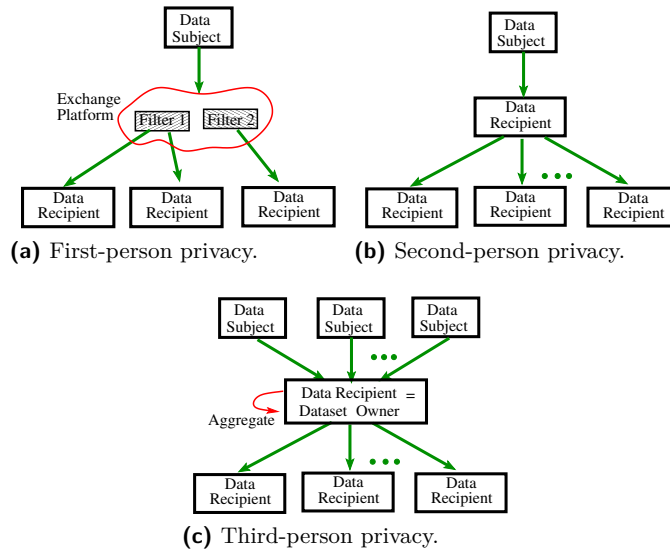 Data
Subject
Exchange
Platform
Filter 1
Filter 2
Data
Recipient
Data
Recipient
Data
Recipient
(a) First-person privacy.
Data
Subject
Data
Recipient
Data
Recipient
Data
Recipient
Data
Recipient
(b) Second-person privacy.
Data
Subject
Data
Subject
Data
Subject
Data Recipient =
Dataset Owner
Aggregate
Data
Recipient
Data
Recipient
Data
Recipient
(c) Third-person privacy.